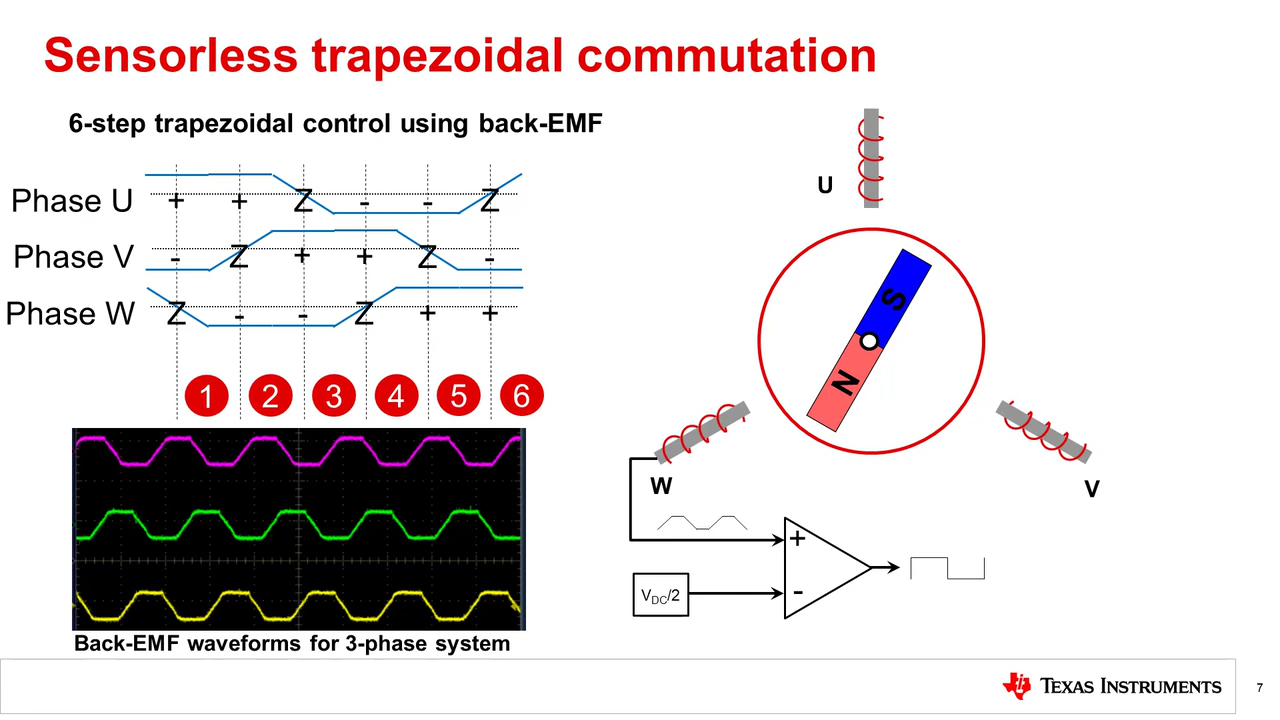 Sensorless trapezoidal commutation
6-step trapezoidal control using back-EMF
Phase U + + Z - - Z
Phase V - Z + + Z -
Phase W Z - - Z + +
1 2 3 4 5 6
Back-EMF waveforms for 3-phase system
U
S
N
W
V
+
VDC/2
-
TEXAS INSTRUMENTS
7